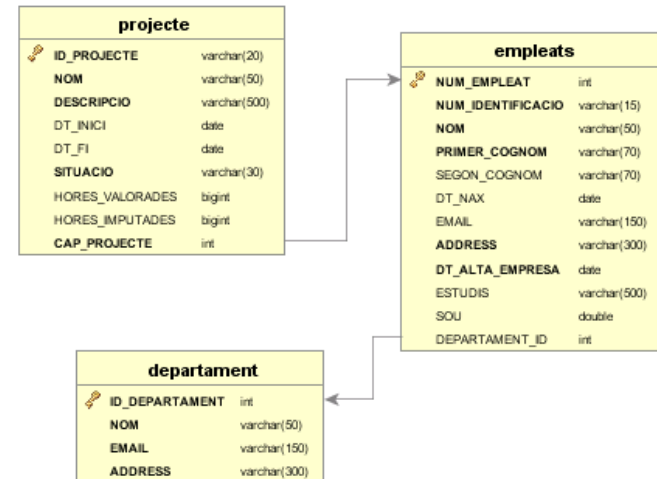 projecte
ID_PROJECTE varchar(20)
NOM varchar(50)
DESCRIPCIO varchar(500)
DT_INICI date
DT_FI date
SITUACIO varchar(30)
HORES_VALORADES bigint
HORES_IMPUTADES bigint
CAP_PROJECTE int
empleats
NUM_EMPLEAT int
NUM_IDENTIFICACIO varchar(15)
NOM varchar(50)
PRIMER_COGNOM varchar(70)
SEGON_COGNOM varchar(70)
DT_NAX date
EMAIL varchar(150)
ADDRESS varchar(300)
DT_ALTA_EMPRESA date
ESTUDIS varchar(500)
SOU double
DEPARTAMENT_ID int
departament
ID_DEPARTAMENT int
NOM varchar(50)
EMAIL varchar(150)
ADDRESS varchar(300)